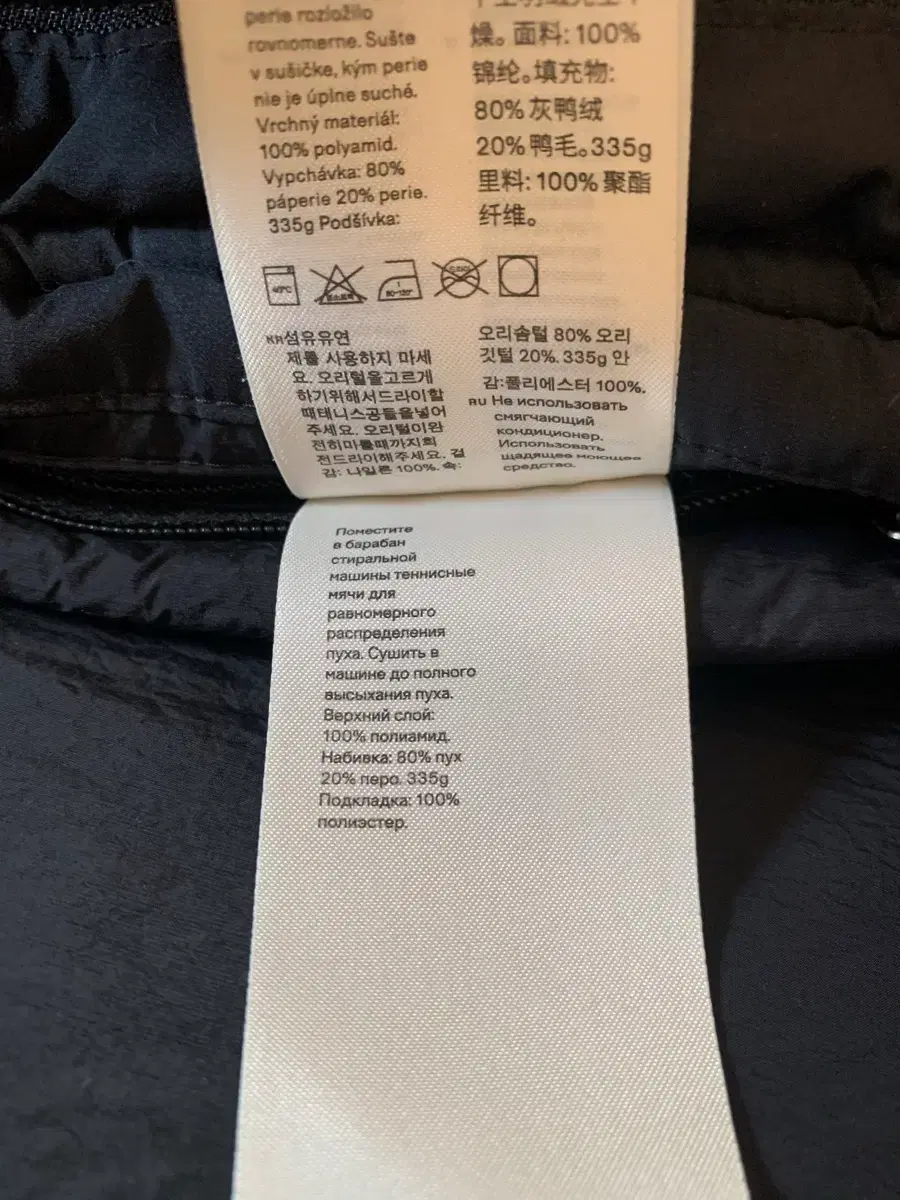 perie rozložilo
rovnomerne. Sušte
v sušičke, kým perie
nie je úplne suché.
Vrchný materiál:
100% polyamid.
Vypchávka: 80%
páperie 20% perie.
335g Podšívka:
燥。面料: 100%
锦纶。填充物:
80% 灰鸭绒
20% 鸭毛。335g
里料: 100% 聚酯
纤维。
40°C
KR섬유유연
제를 사용하지 마세
요. 오리털을고르게
하기위해서드라이할
때테니스공들을넣어
주세요. 오리털이완
전히마를때까지회
전드라이해주세요. 겉
감: 나일론 100%. 속:
오리솜털 80% 오리
깃털 20%. 335g 안
감:폴리에스터 100%.
RU Не использовать
смягчающий
кондиционер.
Использовать
щадящее моющее
средство.
Поместите
в барабан
стиральной
машины теннисные
мячи для
равномерного
распределения
пуха. Сушить в
машине до полного
высыхания пуха.
Верхний слой:
100% полиамид.
Набивка: 80% пух
20% перо. 335g
Подкладка: 100%
полиэстер.